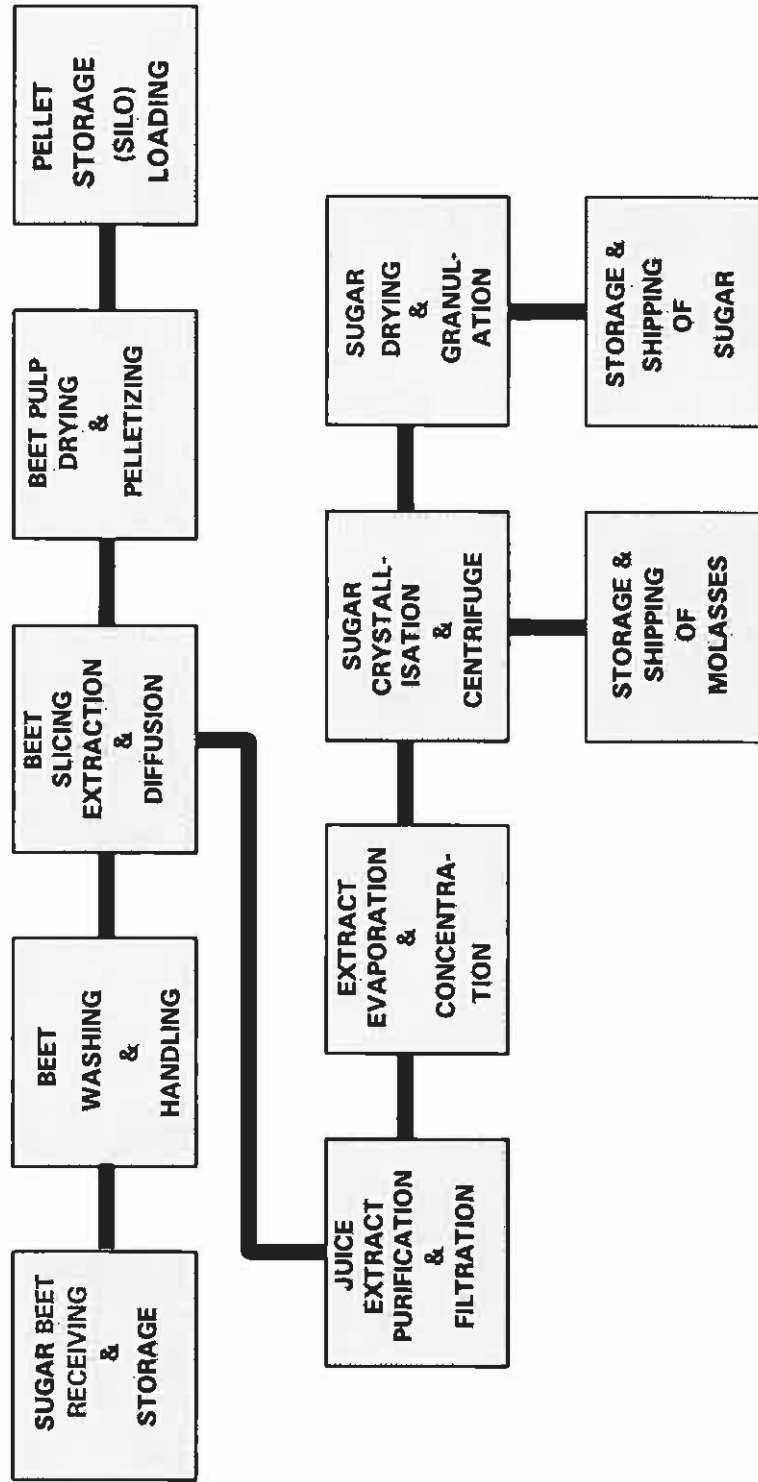 SUGAR BEET
RECEIVING
&
STORAGE
BEET
WASHING
&
HANDLING
BEET
SLICING
EXTRACTION
&
DIFFUSION
BEET PULP
DRYING
&
PELLETIZING
PELLET
STORAGE
(SILO)
LOADING
JUICE
EXTRACT
PURIFICATION
&
FILTRATION
EXTRACT
EVAPORATION
&
CONCENTRA-
TION
SUGAR
CRYSTALL-
ISATION
&
CENTRIFUGE
SUGAR
DRYING
&
GRANUL-
ATION
STORAGE &
SHIPPING
OF
MOLASSES
STORAGE &
SHIPPING
OF
SUGAR